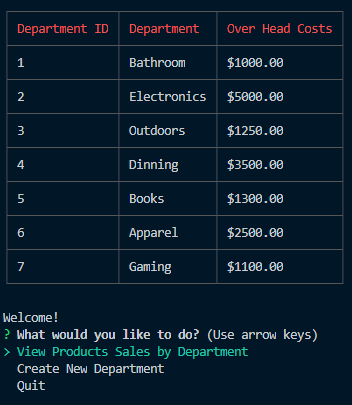 Department ID Department Over Head Costs
1 Bathroom $1000.00
2 Electronics $5000.00
3 Outdoors $1250.00
4 Dinning $3500.00
5 Books $1300.00
6 Apparel $2500.00
7 Gaming $1100.00
Welcome!
? What would you like to do? (Use arrow keys)
> View Products Sales by Department
Create New Department
Quit